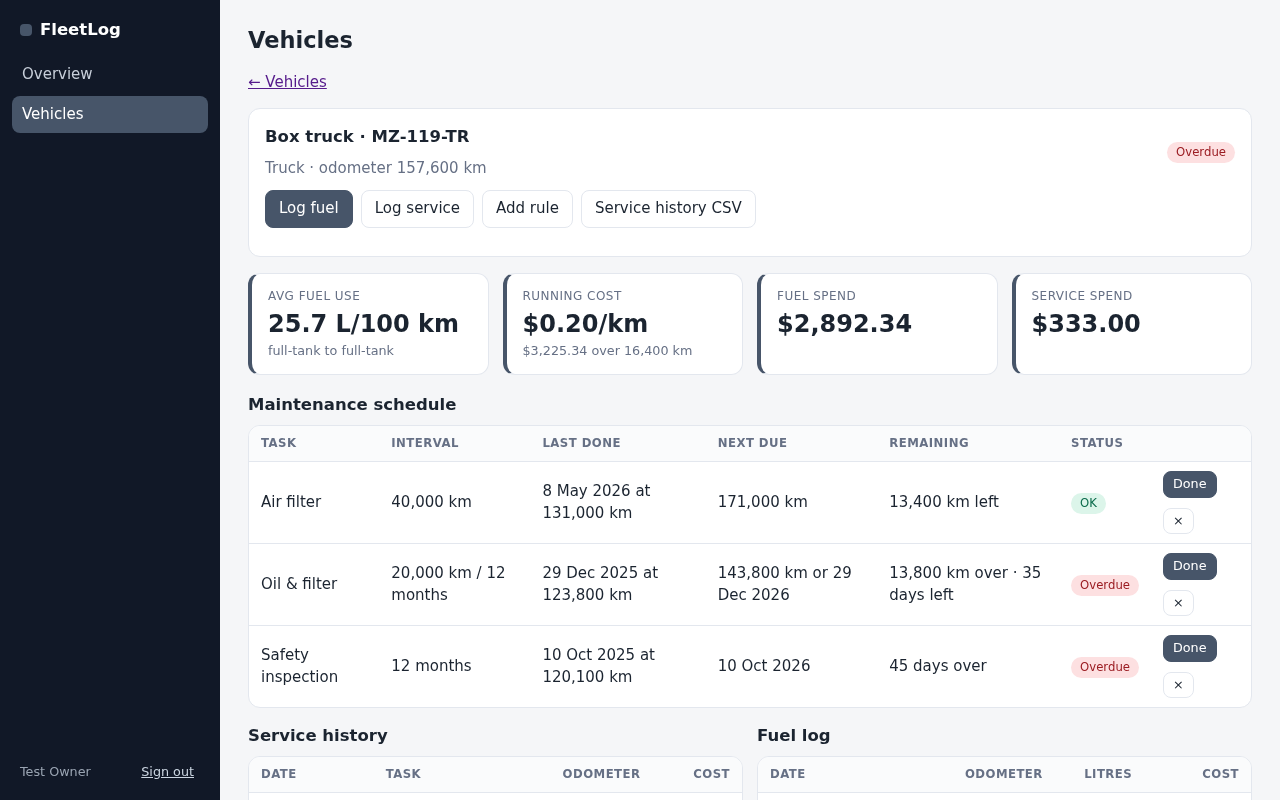 FleetLog
Overview
Vehicles
Test Owner
Sign out
Vehicles
← Vehicles
Box truck · MZ-119-TR
Truck · odometer 157,600 km
Overdue
Log fuel
Log service
Add rule
Service history CSV
AVG FUEL USE
25.7 L/100 km
full-tank to full-tank
RUNNING COST
$0.20/km
$3,225.34 over 16,400 km
FUEL SPEND
$2,892.34
SERVICE SPEND
$333.00
Maintenance schedule
TASK INTERVAL LAST DONE NEXT DUE REMAINING STATUS
Air filter
40,000 km
8 May 2026 at
131,000 km
171,000 km
13,400 km left
OK
Done
×
Oil & filter
20,000 km / 12
months
29 Dec 2025 at
123,800 km
143,800 km or 29
Dec 2026
13,800 km over · 35
days left
Overdue
Done
×
Safety
inspection
12 months
10 Oct 2025 at
120,100 km
10 Oct 2026
45 days over
Overdue
Done
×
Service history
DATE TASK ODOMETER COST
Fuel log
DATE ODOMETER LITRES COST